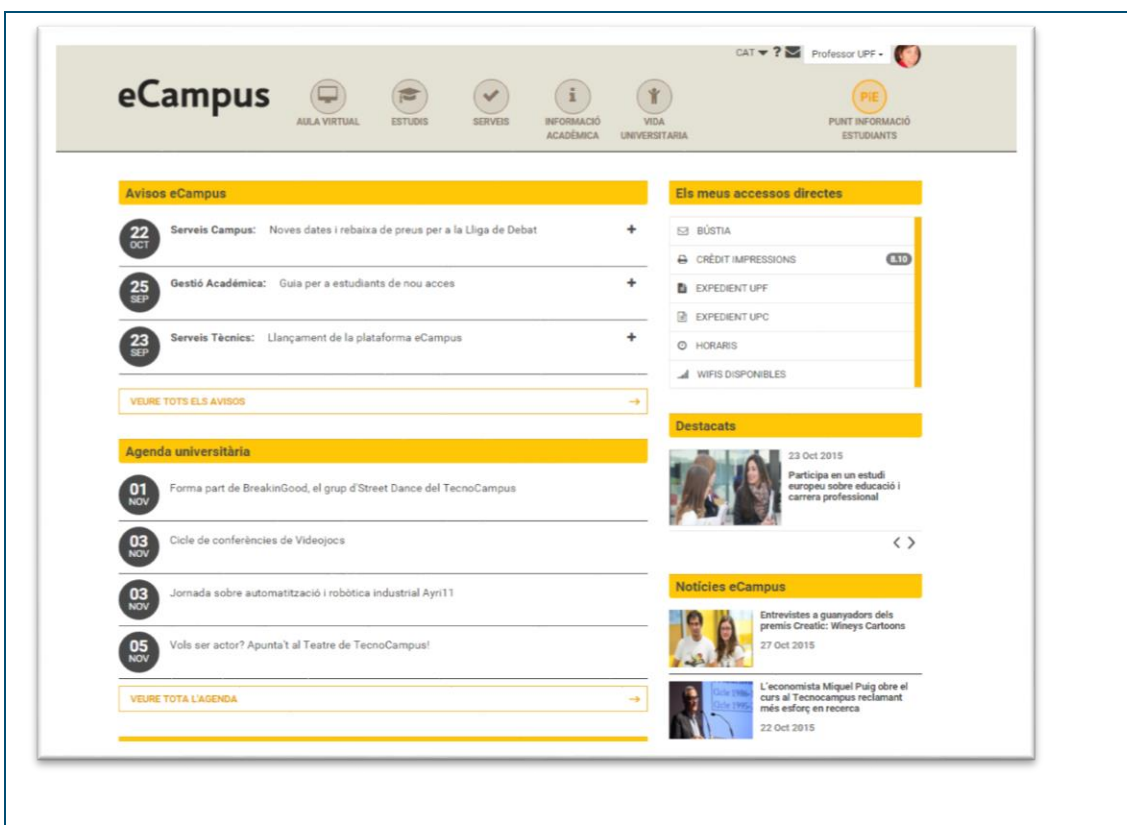 CAT ? Professor UPF
eCampus
AULA VIRTUAL
ESTUDIS
SERVEIS
INFORMACIÓ
ACADÈMICA
VIDA
UNIVERSITARIA
PiE
PUNT INFORMACIÓ
ESTUDIANTS
Avisos eCampus
22
OCT
Serveis Campus: Noves dates i rebaixa de preus per a la Lliga de Debat +
25
SEP
Gestió Acadèmica: Guia per a estudiants de nou acces +
23
SEP
Serveis Tècnics: Llançament de la plataforma eCampus +
VEURE TOTS ELS AVISOS →
Agenda universitària
01
NOV
Forma part de BreakinGood, el grup d'Street Dance del TecnoCampus
03
NOV
Cicle de conferències de Videojocs
03
NOV
Jornada sobre automatització i robòtica industrial Ayri11
05
NOV
Vols ser actor? Apunta't al Teatre de TecnoCampus!
VEURE TOTA L'AGENDA →
Els meus accessos directes
BÚSTIA
CRÈDIT IMPRESSIONS 8.10
EXPEDIENT UPF
EXPEDIENT UPC
HORARIS
WIFIS DISPONIBLES
Destacats
23 Oct 2015
Participa en un estudi
europeu sobre educació i
carrera professional
Notícies eCampus
Entrevistes a guanyadors dels
premis Creatic: Wineys Cartoons
27 Oct 2015
L'economista Miquel Puig obre el
curs al Tecnocampus reclamant
més esforç en recerca
22 Oct 2015